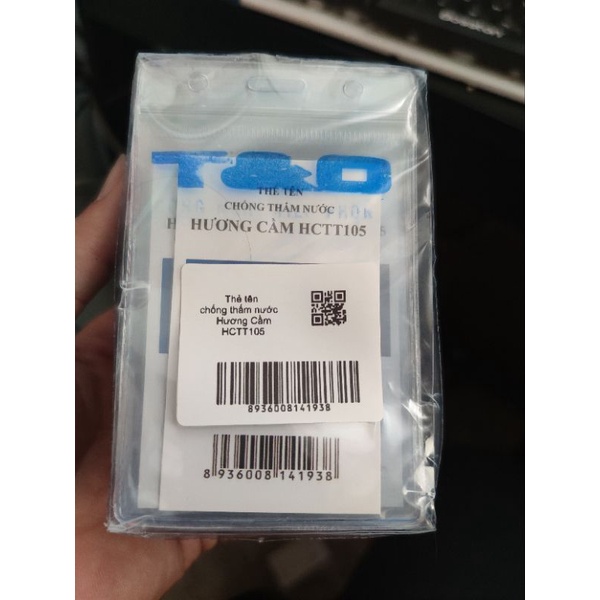 T&O
THẺ TÊN
CHỐNG THẤM NƯỚC
HƯƠNG CẦM HCTT105
Thẻ tên
chống thấm nước
Hương Cầm
HCTT105
8936008141938
8 936008 141938